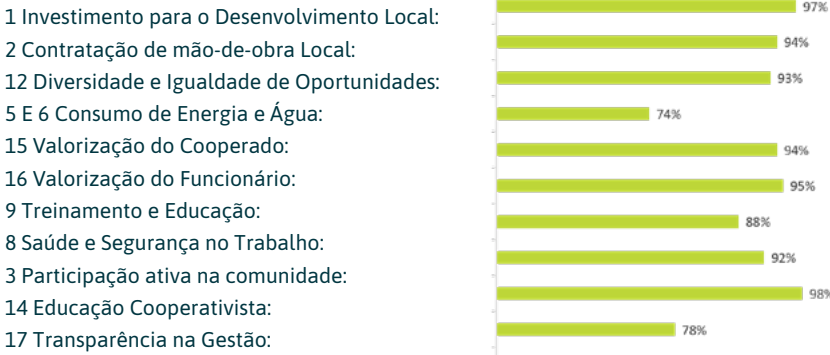 1 Investimento para o Desenvolvimento Local: 97%
2 Contratação de mão-de-obra Local: 94%
12 Diversidade e Igualdade de Oportunidades: 93%
5 E 6 Consumo de Energia e Água: 74%
15 Valorização do Cooperado: 94%
16 Valorização do Funcionário: 95%
9 Treinamento e Educação: 88%
8 Saúde e Segurança no Trabalho: 92%
3 Participação ativa na comunidade: 98%
14 Educação Cooperativista: 78%
17 Transparência na Gestão: